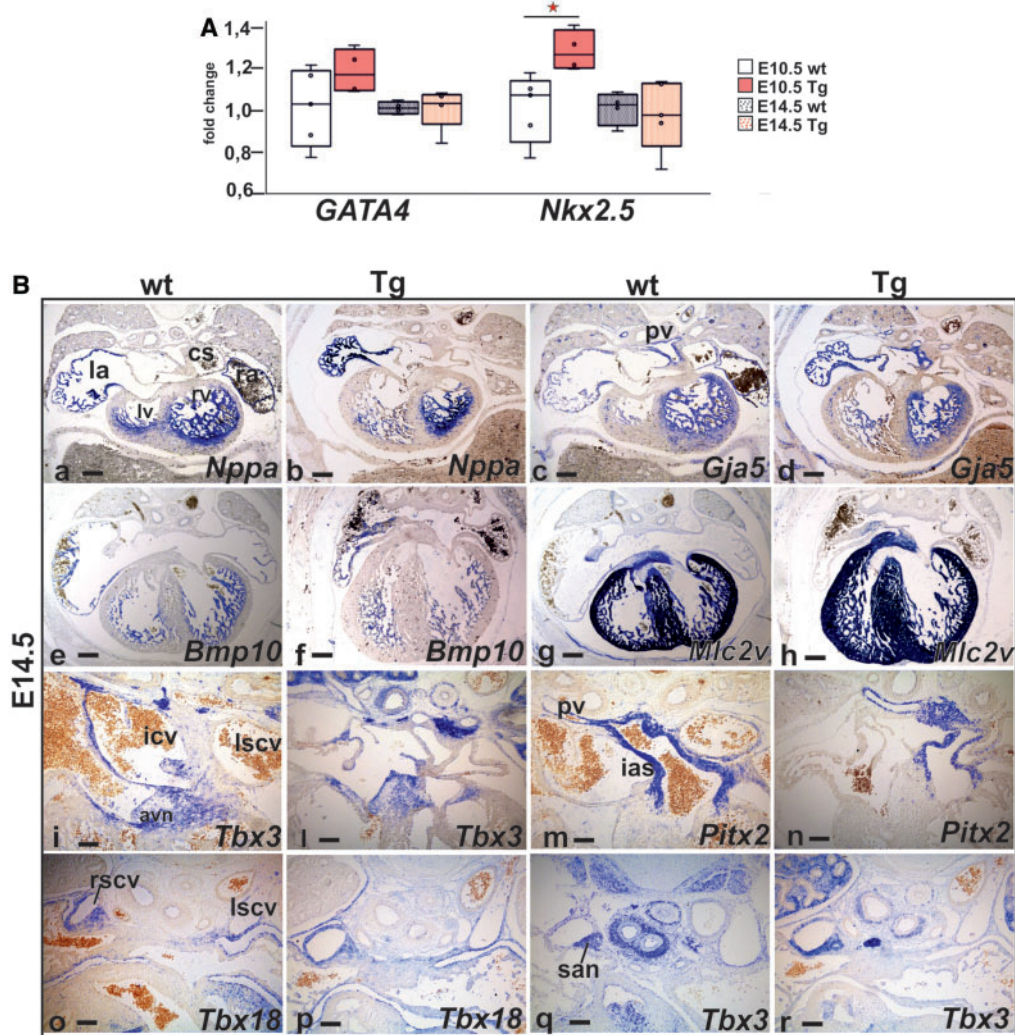 A
fold change
1,4
1,2
1,0
0,8
0,6
GATA4 Nkx2.5
E10.5 wt
E10.5 Tg
E14.5 wt
E14.5 Tg
B
wt Tg wt Tg
E14.5
la cs ra lv rv
a Nppa
b Nppa
pv
c Gja5
d Gja5
e Bmp10
f Bmp10
g Mlc2v
h Mlc2v
icv lscv avn
i Tbx3
l Tbx3
pv ias
m Pitx2
n Pitx2
rscv lscv
o Tbx18
p Tbx18
san
q Tbx3
r Tbx3